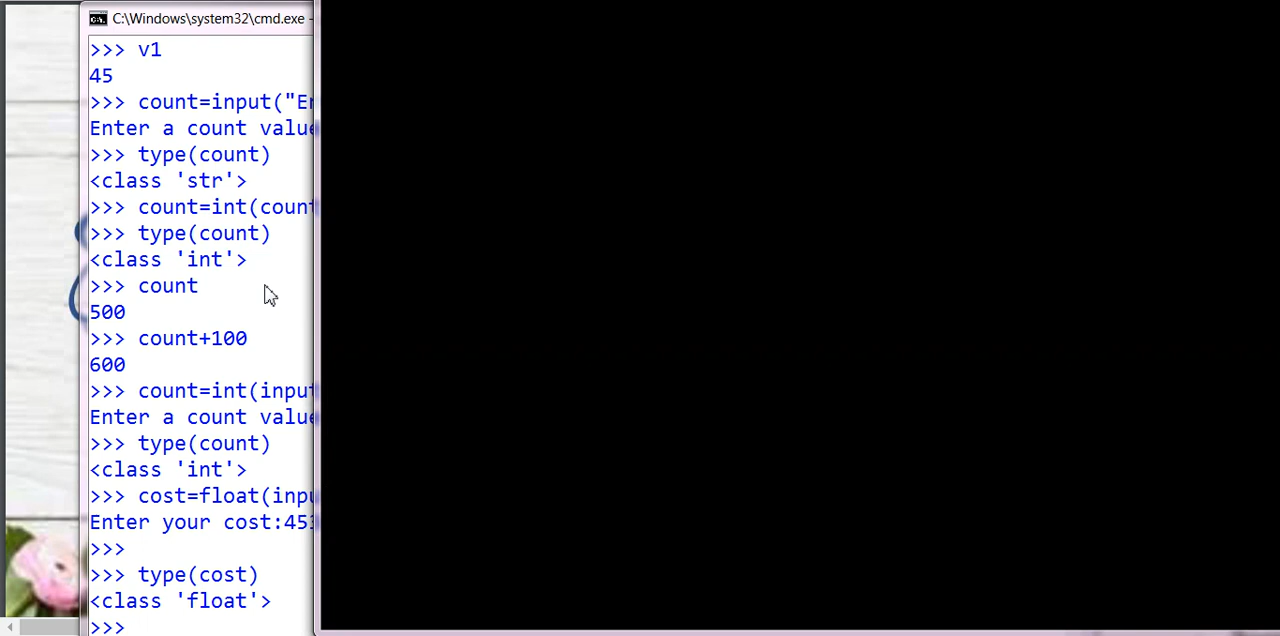 C:\Windows\system32\cmd.exe -
>>> v1
45
>>> count=input("Er
Enter a count value
>>> type(count)
<class 'str'>
>>> count=int(count
>>> type(count)
<class 'int'>
>>> count
500
>>> count+100
600
>>> count=int(input
Enter a count value
>>> type(count)
<class 'int'>
>>> cost=float(inpu
Enter your cost:453
>>>
>>> type(cost)
<class 'float'>
>>>